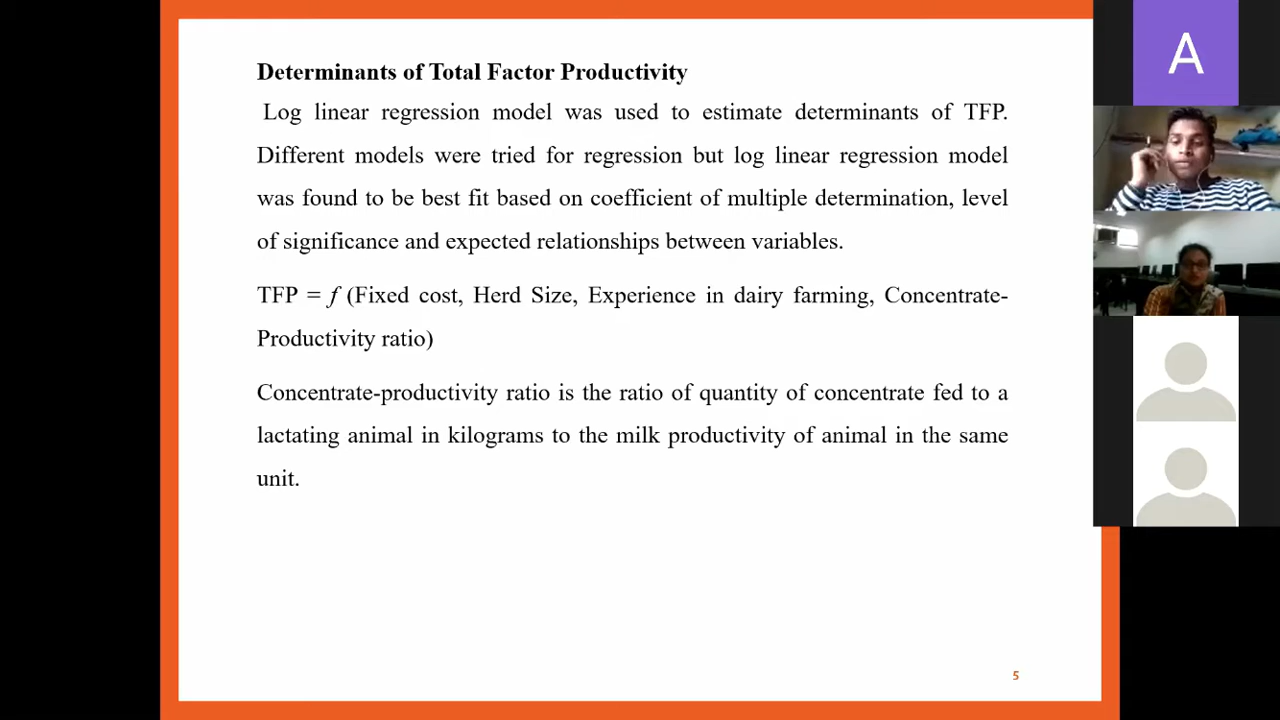 Determinants of Total Factor Productivity
Log linear regression model was used to estimate determinants of TFP.
Different models were tried for regression but log linear regression model
was found to be best fit based on coefficient of multiple determination, level
of significance and expected relationships between variables.
TFP = f (Fixed cost, Herd Size, Experience in dairy farming, Concentrate-
Productivity ratio)
Concentrate-productivity ratio is the ratio of quantity of concentrate fed to a
lactating animal in kilograms to the milk productivity of animal in the same
unit.
5
A